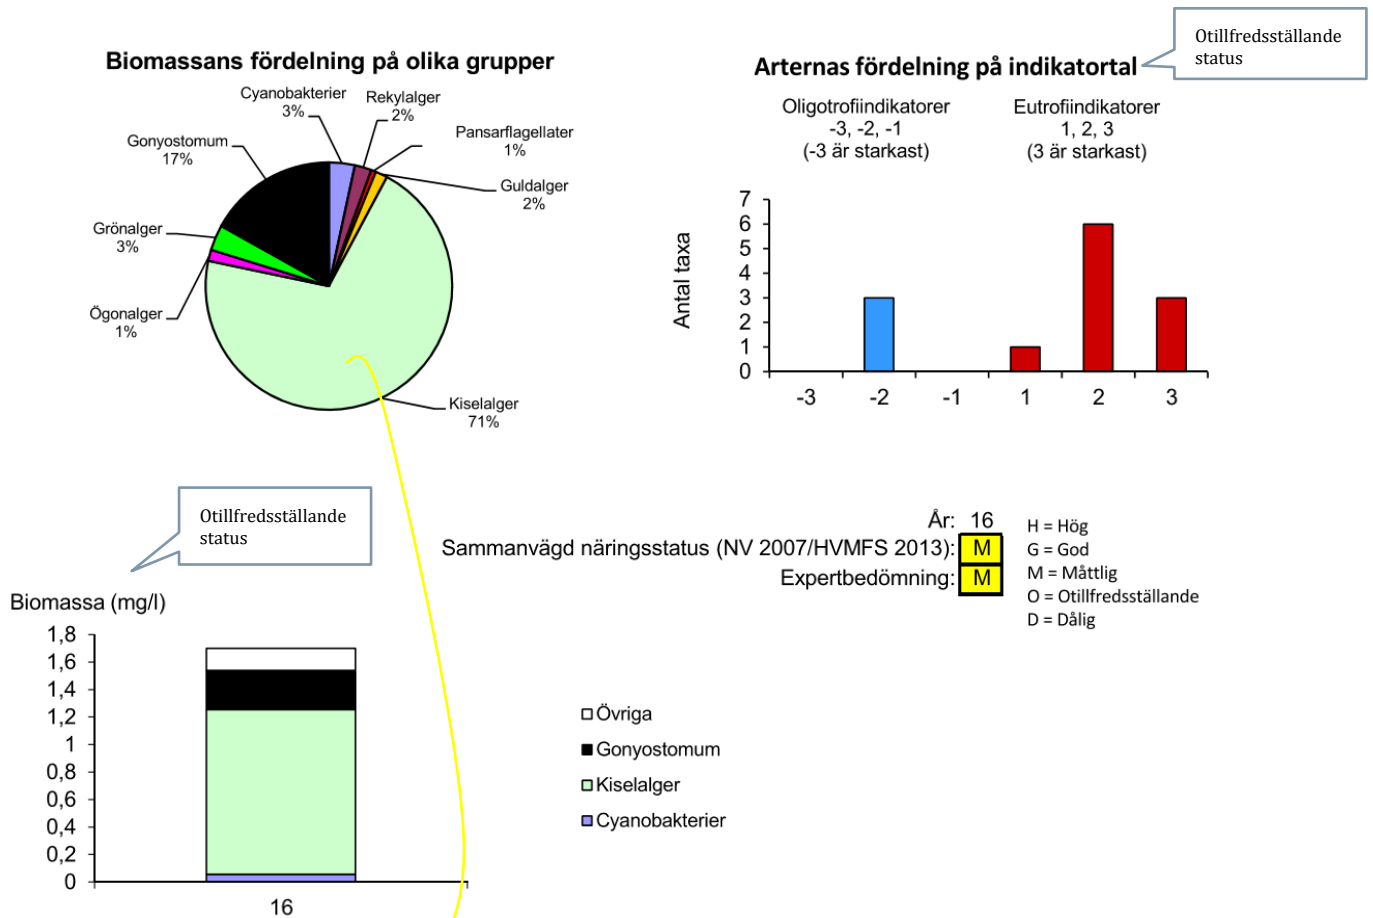 Otillfredsställande
status
Biomassans fördelning på olika grupper
Cyanobakterier
3%
Rekylalger
2%
Pansarflagellater
1%
Guldalger
2%
Gonyostomum
17%
Grönalger
3%
Ögonalger
1%
Kiselalger
71%
Arternas fördelning på indikatortal
Oligotrofiindikatorer
-3, -2, -1
(-3 är starkast)
Eutrofiindikatorer
1, 2, 3
(3 är starkast)
Antal taxa
7
6
5
4
3
2
1
0
-3 -2 -1 1 2 3
Otillfredsställande
status
År: 16
Sammanvägd näringsstatus (NV 2007/HVMFS 2013): M
Expertbedömning: M
H = Hög
G = God
M = Måttlig
O = Otillfredsställande
D = Dålig
Biomassa (mg/l)
1,8
1,6
1,4
1,2
1
0,8
0,6
0,4
0,2
0
16
Övriga
Gonyostomum
Kiselalger
Cyanobakterier